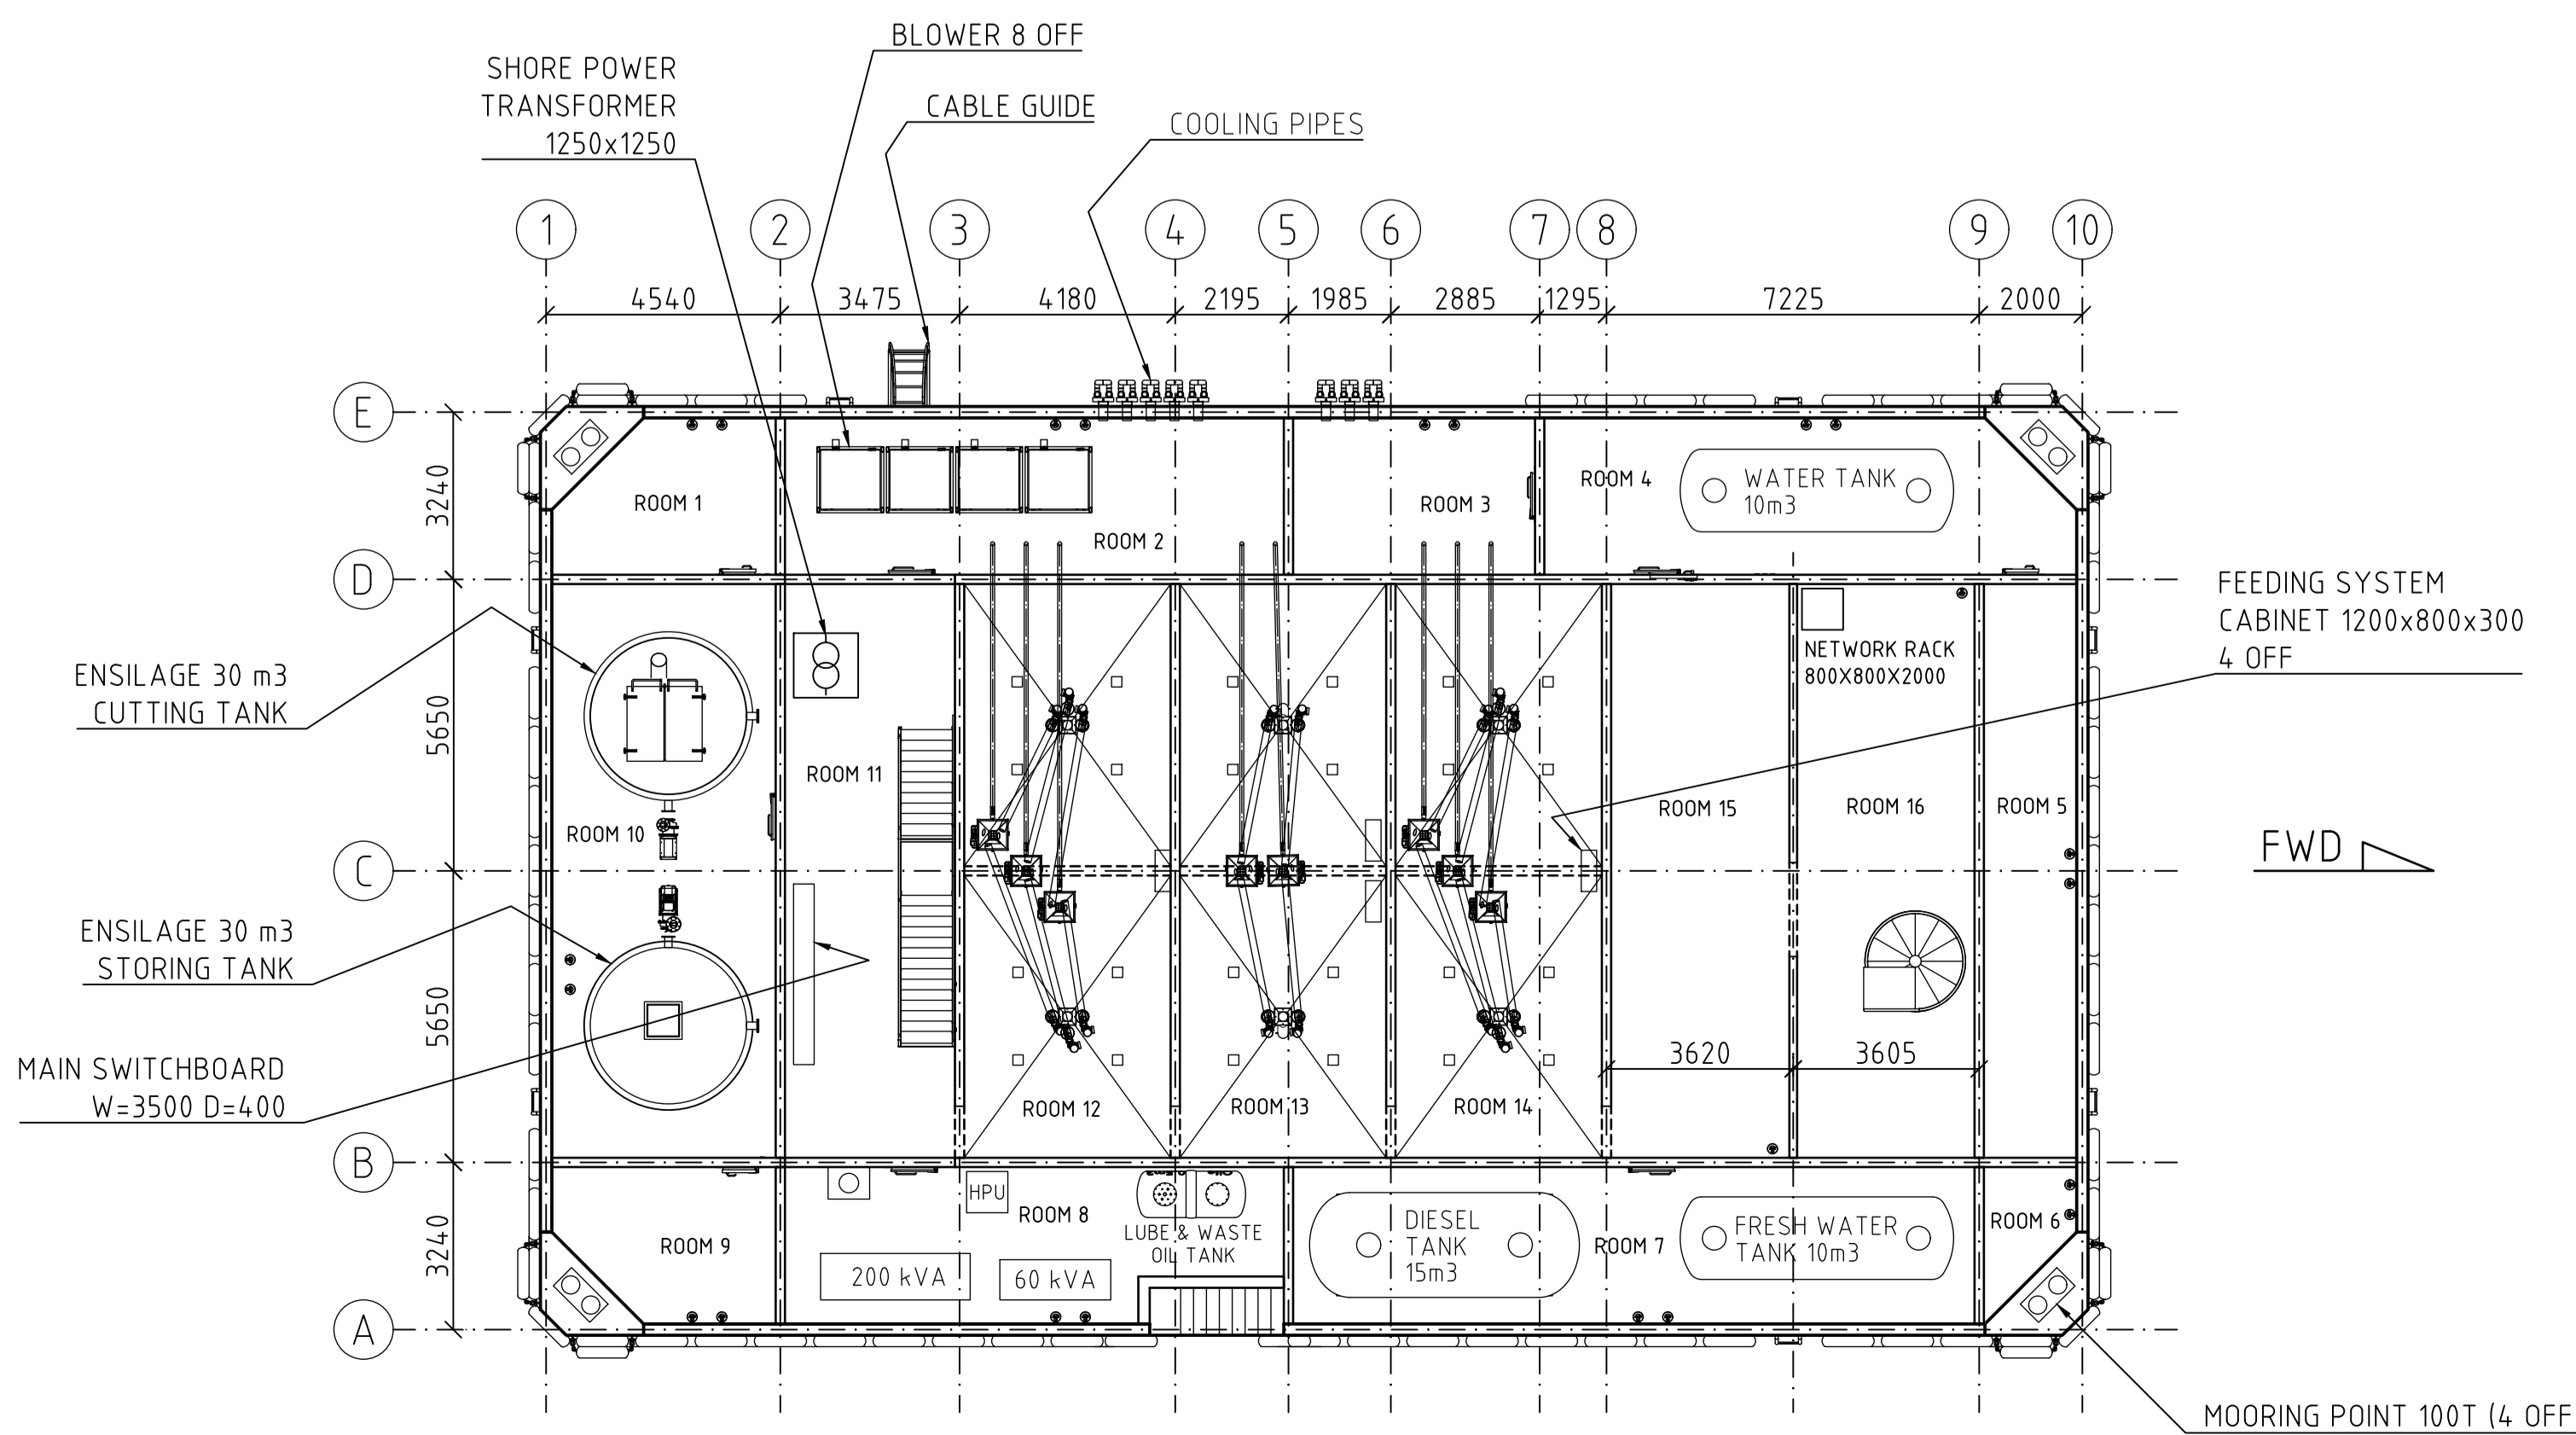 BLOWER 8 OFF
SHORE POWER
TRANSFORMER
1250x1250
CABLE GUIDE
COOLING PIPES
1
2
3
4
5
6
7
8
9
10
4540
3475
4180
2195
1985
2885
1295
7225
2000
E
3240
ROOM 1
ROOM 2
ROOM 3
ROOM 4
WATER TANK
10m3
D
FEEDING SYSTEM
CABINET 1200x800x300
4 OFF
NETWORK RACK
800X800X2000
ENSILAGE 30 m3
CUTTING TANK
5650
ROOM 11
ROOM 10
ROOM 15
ROOM 16
ROOM 5
C
FWD
ENSILAGE 30 m3
STORING TANK
5650
MAIN SWITCHBOARD
W=3500 D=400
3620
3605
ROOM 12
ROOM 13
ROOM 14
B
HPU
ROOM 8
LUBE & WASTE
OIL TANK
DIESEL
TANK
15m3
ROOM 7
FRESH WATER
TANK 10m3
ROOM 6
3240
ROOM 9
200 kVA
60 kVA
A
MOORING POINT 100T (4 OFF